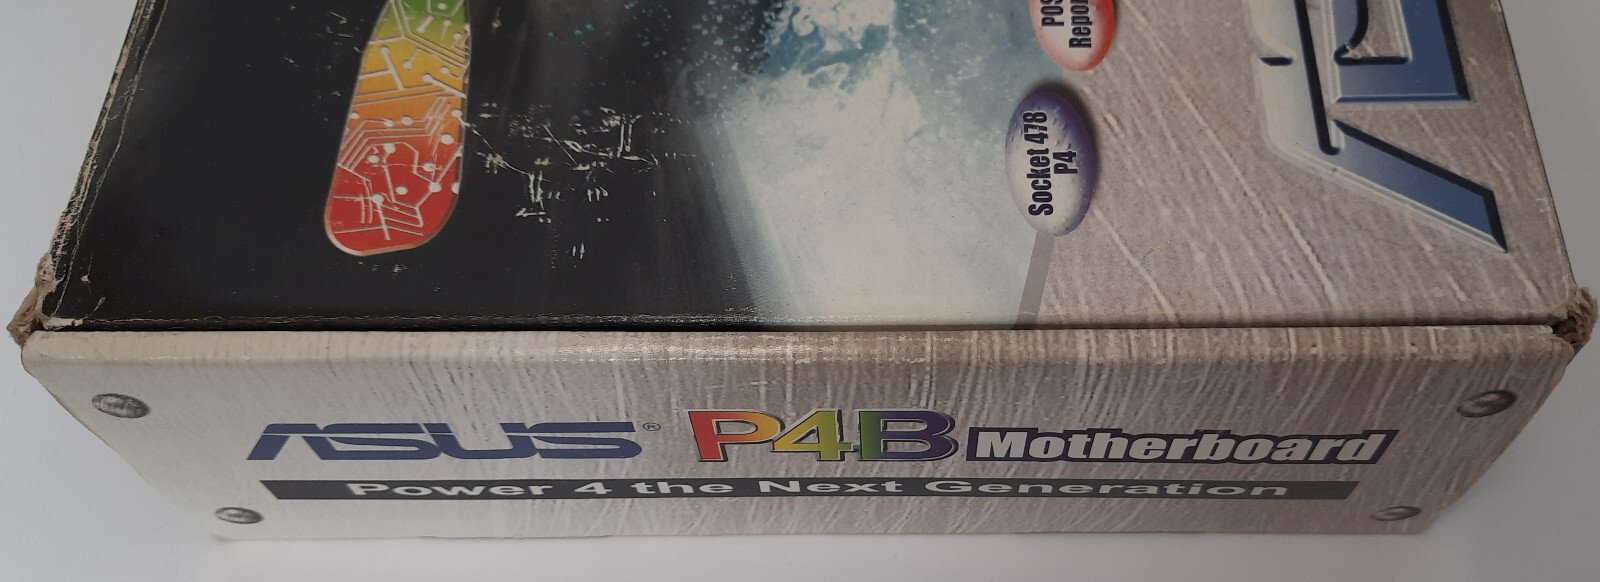 Socket 478
P4
ASUS® P4B Motherboard
Power 4 the Next Generation